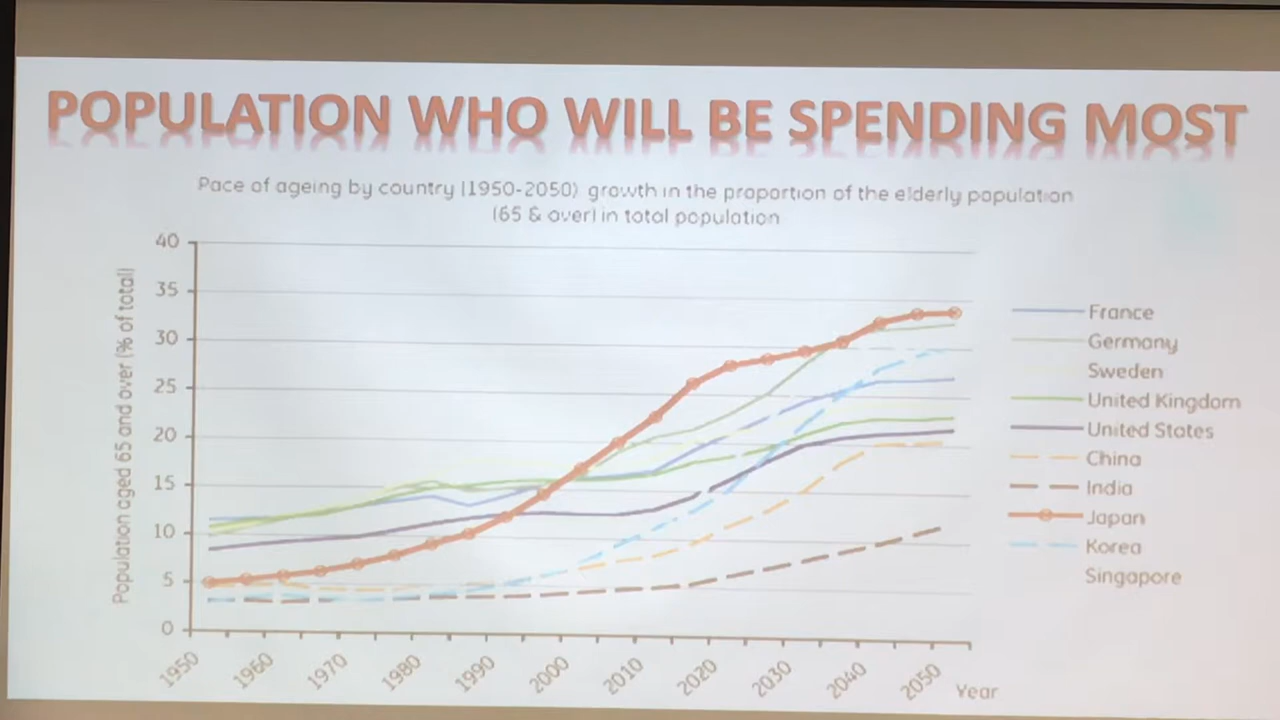 POPULATION WHO WILL BE SPENDING MOST
Pace of ageing by country (1950-2050) growth in the proportion of the elderly population
(65 & over) in total population
Population aged 65 and over (% of total)
40
35
30
25
20
15
10
5
0
1950
1960
1970
1980
1990
2000
2010
2020
2030
2040
2050
Year
France
Germany
Sweden
United Kingdom
United States
China
India
Japan
Korea
Singapore